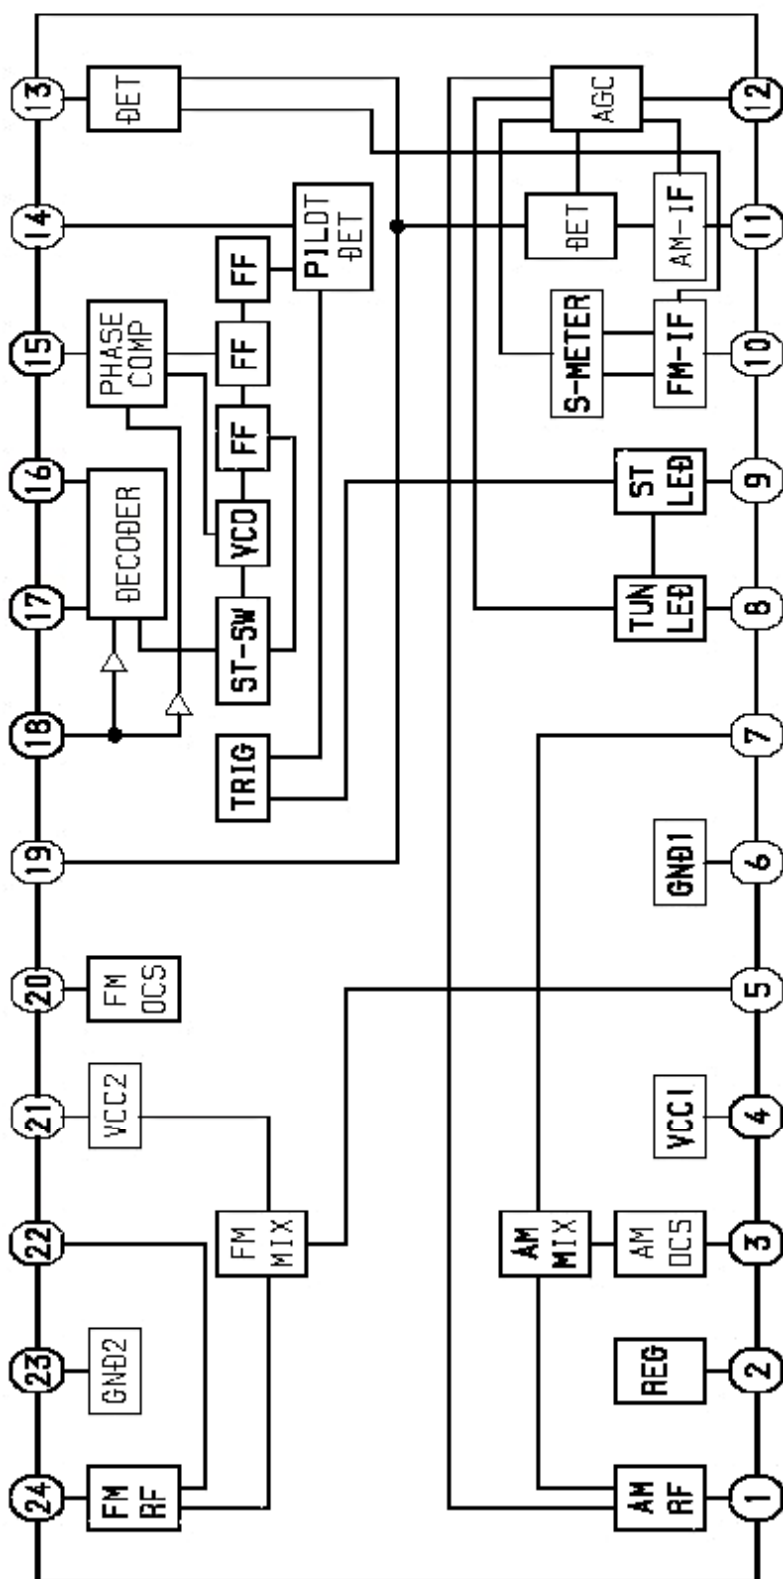 24 23 22 21 20 19 18 17 16 15 14 13
FM
RF
GND2
VCC2
FM
OCS
DECODER
PHASE
COMP
DET
FM
MIX
TRIG
ST-SW
VCO
FF
FF
FF
PILOT
DET
AM
MIX
S-METER
DET
AGC
AM
RF
REG
AM
OCS
VCC1
GND1
TUN
LED
ST
LED
FM-IF
AM-IF
1 2 3 4 5 6 7 8 9 10 11 12